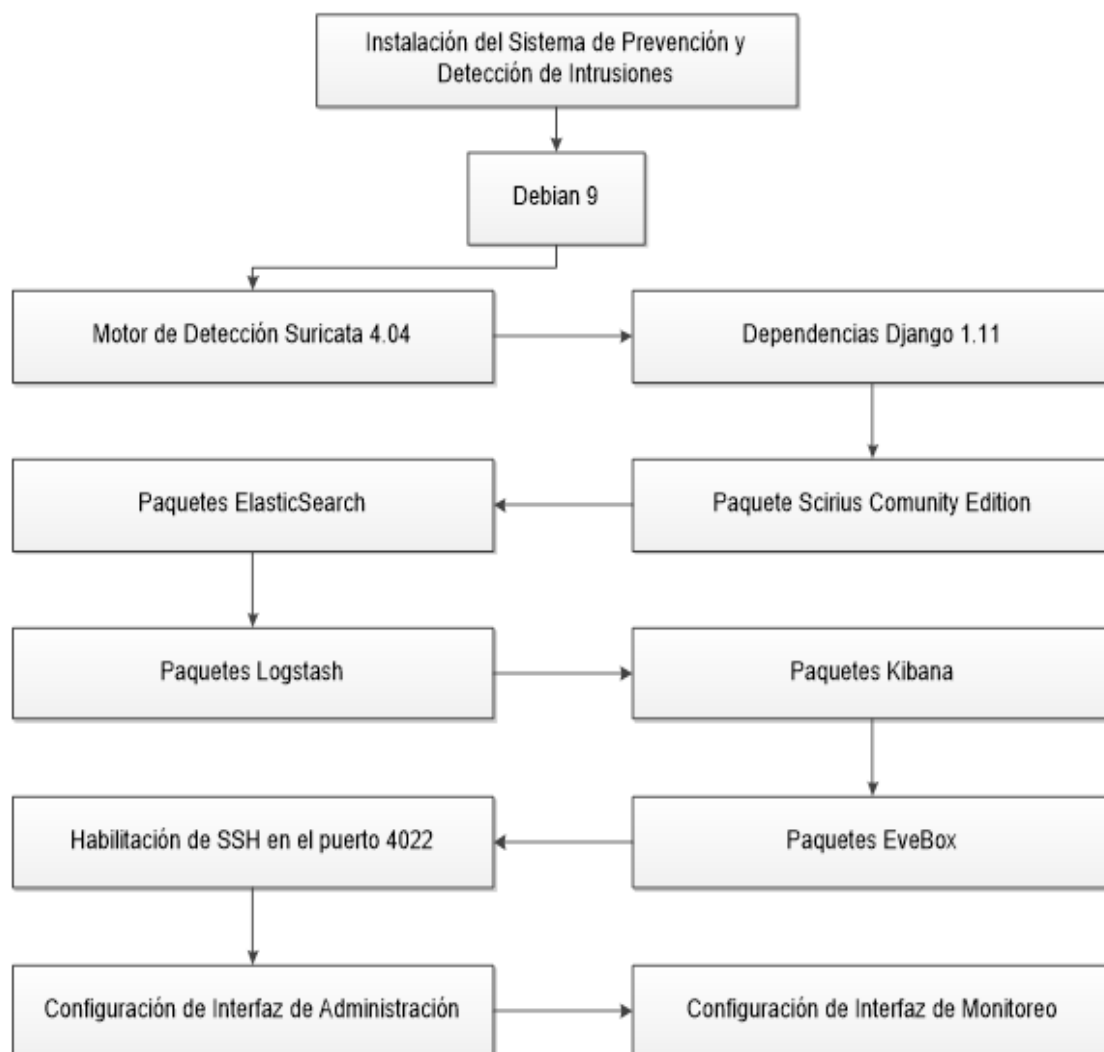 Instalación del Sistema de Prevención y
Detección de Intrusiones
Debian 9
Motor de Detección Suricata 4.04
Dependencias Django 1.11
Paquete Scirius Comunity Edition
Paquetes ElasticSearch
Paquetes Logstash
Paquetes Kibana
Paquetes EveBox
Habilitación de SSH en el puerto 4022
Configuración de Interfaz de Administración
Configuración de Interfaz de Monitoreo